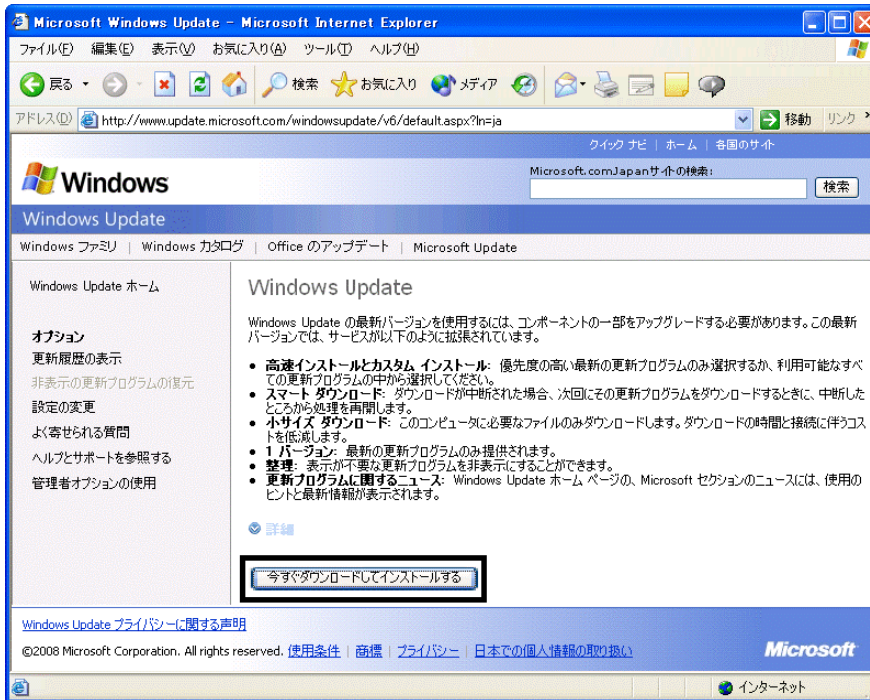 Microsoft Windows Update - Microsoft Internet Explorer
ファイル(F) 編集(E) 表示(V) お気に入り(A) ツール(T) ヘルプ(H)
戻る 検索 お気に入り メディア
アドレス(D) http://www.update.microsoft.com/windowsupdate/v6/default.aspx?ln=ja 移動 リンク »
クイック ナビ | ホーム | 各国のサイト
Windows
Microsoft.comJapanサイトの検索:
検索
Windows Update
Windows ファミリ | Windows カタログ | Office のアップデート | Microsoft Update
Windows Update ホーム
オプション
更新履歴の表示
非表示の更新プログラムの復元
設定の変更
よく寄せられる質問
ヘルプとサポートを参照する
管理者オプションの使用
Windows Update
Windows Update の最新バージョンを使用するには、コンポーネントの一部をアップグレードする必要があります。この最新
バージョンでは、サービスが以下のように拡張されています。
• 高速インストールとカスタム インストール: 優先度の高い最新の更新プログラムのみ選択するか、利用可能なすべ
ての更新プログラムの中から選択してください。
• スマート ダウンロード: ダウンロードが中断された場合、次回にその更新プログラムをダウンロードするときに、中断した
ところから処理を再開します。
• 小サイズ ダウンロード: このコンピュータに必要なファイルのみダウンロードします。ダウンロードの時間と接続に伴うコス
トを低減します。
• 1 バージョン: 最新の更新プログラムのみ提供されます。
• 整理: 表示が不要な更新プログラムを非表示にすることができます。
• 更新プログラムに関するニュース: Windows Update ホーム ページの、Microsoft セクションのニュースには、使用の
ヒントと最新情報が表示されます。
詳細
今すぐダウンロードしてインストールする
Windows Update プライバシーに関する声明
©2008 Microsoft Corporation. All rights reserved. 使用条件 | 商標 | プライバシー | 日本での個人情報の取り扱い
Microsoft
インターネット